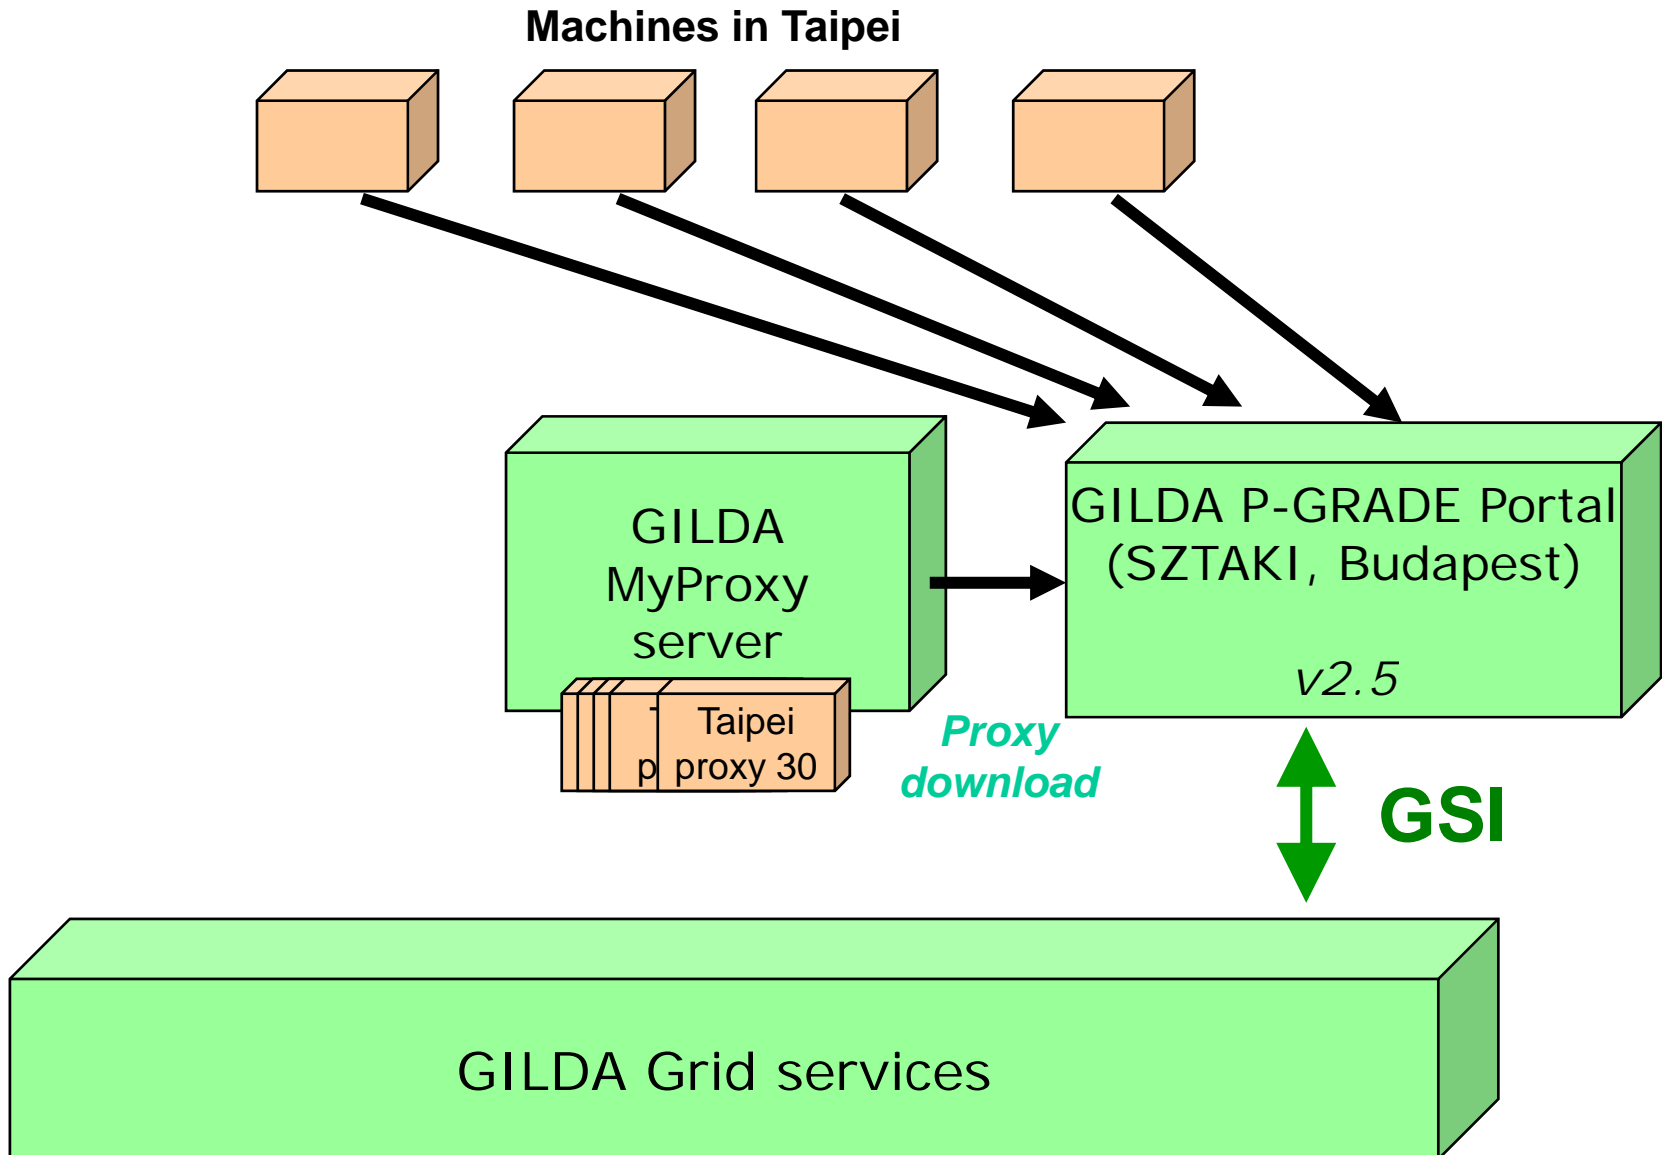 Machines in Taipei
GILDA
MyProxy
server
GILDA P-GRADE Portal
(SZTAKI, Budapest)
v2.5
Taipei
proxy 30
Proxy
download
GSI
GILDA Grid services